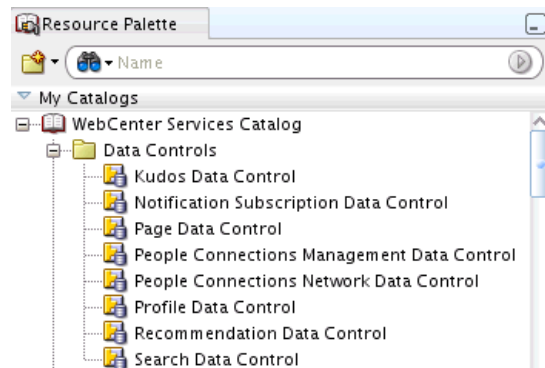 Resource Palette
Name
My Catalogs
WebCenter Services Catalog
Data Controls
Kudos Data Control
Notification Subscription Data Control
Page Data Control
People Connections Management Data Control
People Connections Network Data Control
Profile Data Control
Recommendation Data Control
Search Data Control